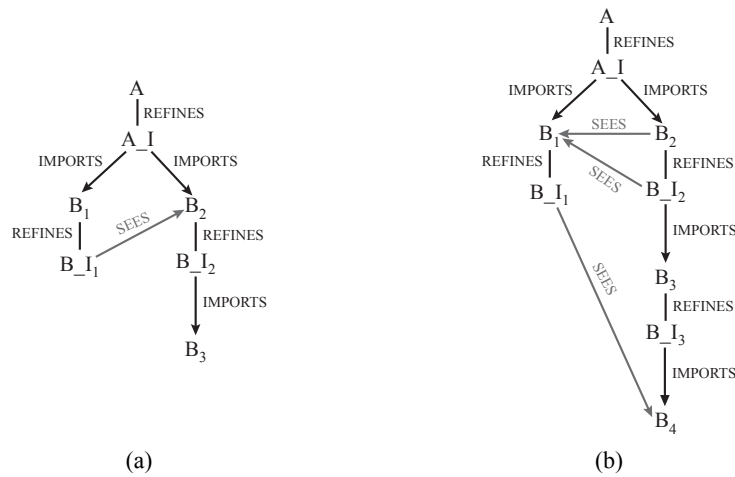 A
REFINES
A_I
IMPORTS IMPORTS
B₁ B₂
REFINES SEES REFINES
B_I₁ B_I₂
IMPORTS
B₃
(a)
A
REFINES
A_I
IMPORTS IMPORTS
B₁ SEES B₂
REFINES SEES REFINES
B_I₁ B_I₂
IMPORTS
SEES B₃
REFINES
B_I₃
IMPORTS
B₄
(b)